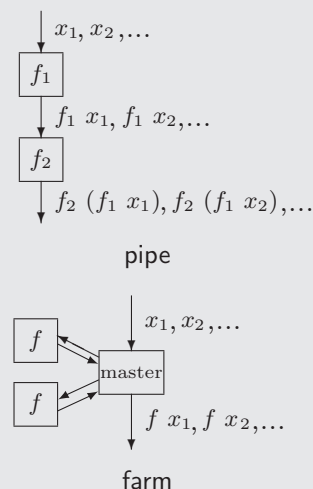 x₁, x₂,...
f₁
f₁ x₁, f₁ x₂,...
f₂
f₂ (f₁ x₁), f₂ (f₁ x₂),...
pipe
x₁, x₂,...
f
master
f
f x₁, f x₂,...
farm